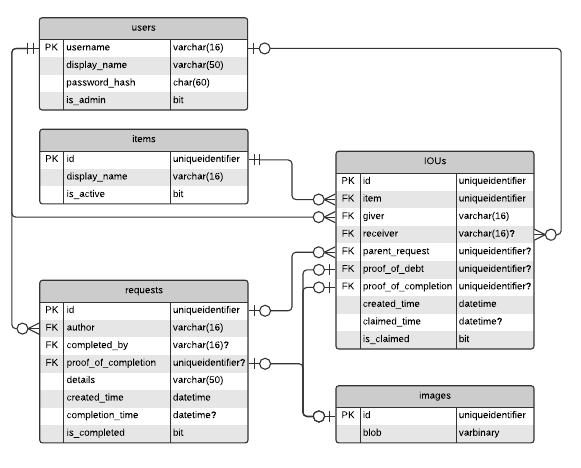 users
PK username varchar(16)
display_name varchar(50)
password_hash char(60)
is_admin bit
items
PK id uniqueidentifier
display_name varchar(16)
is_active bit
IOUs
PK id uniqueidentifier
FK item uniqueidentifier
FK giver varchar(16)
FK receiver varchar(16)?
FK parent_request uniqueidentifier?
FK proof_of_debt uniqueidentifier?
FK proof_of_completion uniqueidentifier?
created_time datetime
claimed_time datetime?
is_claimed bit
requests
PK id uniqueidentifier
FK author varchar(16)
FK completed_by varchar(16)?
FK proof_of_completion uniqueidentifier?
details varchar(50)
created_time datetime
completion_time datetime?
is_completed bit
images
PK id uniqueidentifier
blob varbinary